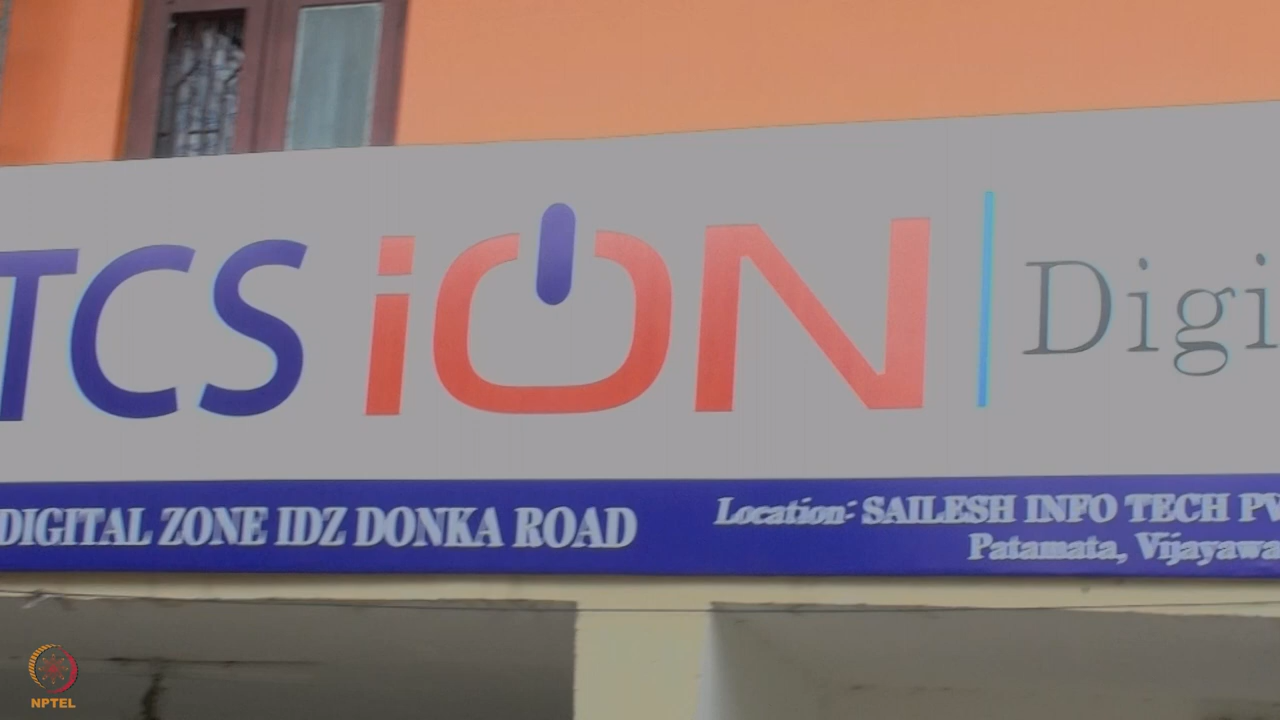 TCS iON | Digi
DIGITAL ZONE IDZ DONKA ROAD
Location: SAILESH INFO TECH PV
Patamata, Vijayawa
NPTEL